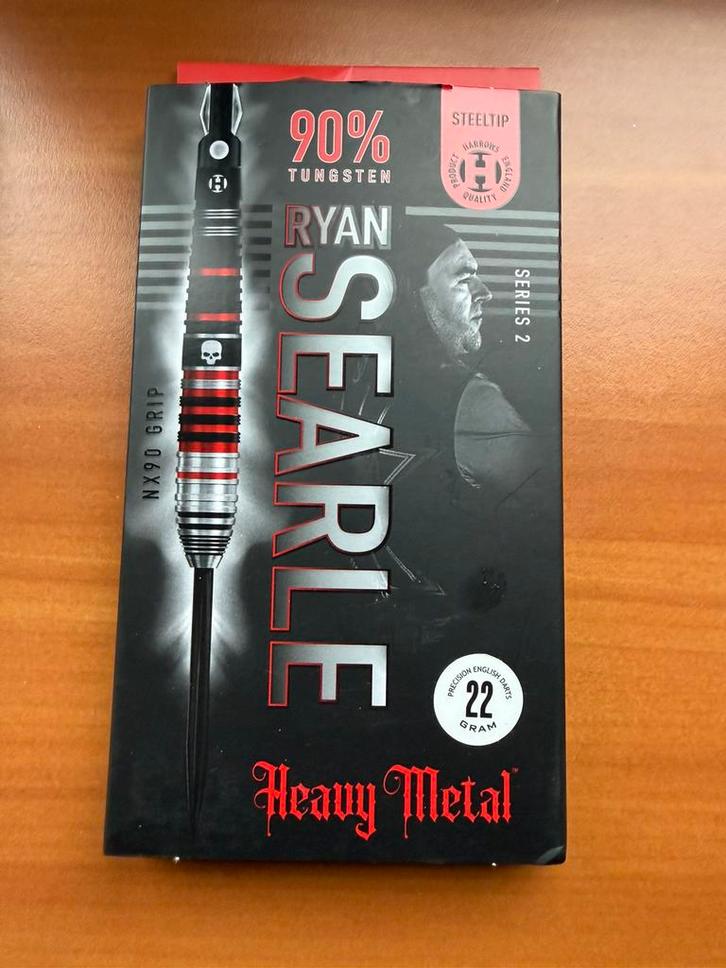 90%
TUNGSTEN
STEELTIP
HARROWS
ENGLAND
QUALITY
PRODUCT
H
RYAN
SEARLE
SERIES 2
NX90 GRIP
H
PRECISION ENGLISH DARTS
22
GRAM
Heavy Metal™